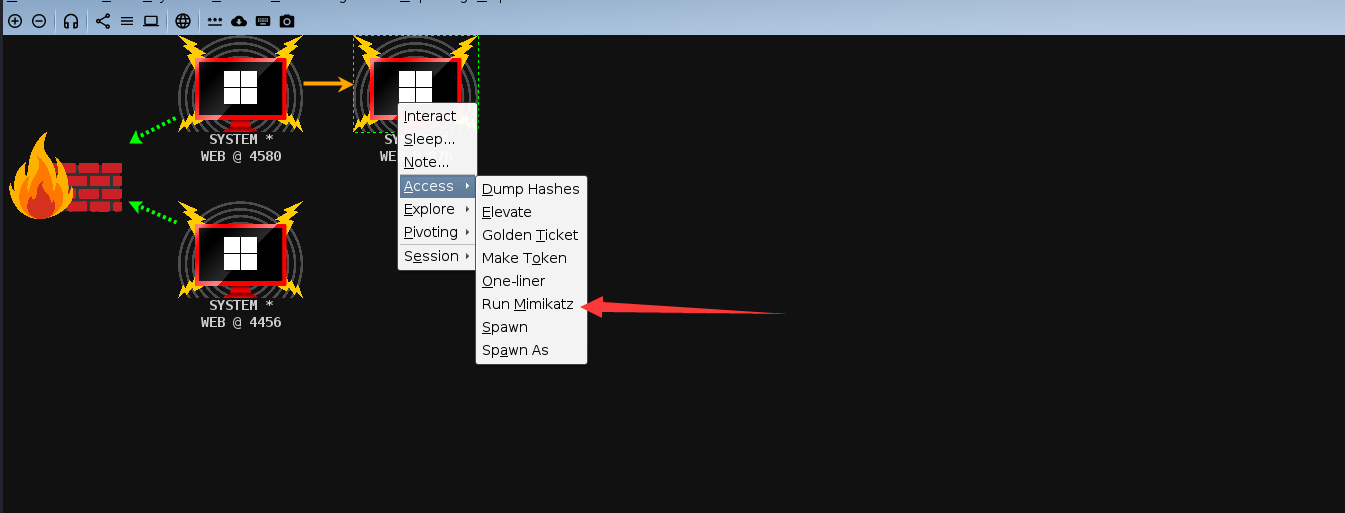 SYSTEM *
WEB @ 4580
SY
WE
Interact
Sleep...
Note...
Access
Explore
Pivoting
Session
Dump Hashes
Elevate
Golden Ticket
Make Token
One-liner
Run Mimikatz
Spawn
Spawn As
SYSTEM *
WEB @ 4456